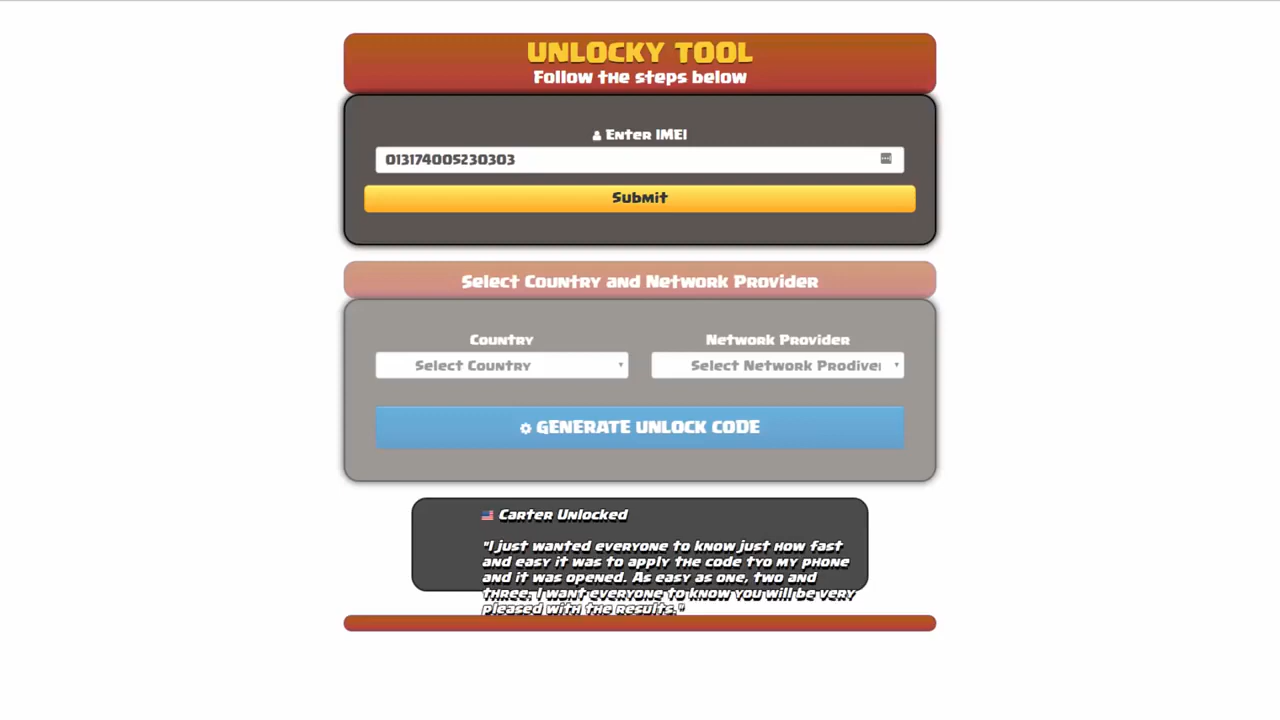 UNLOCKY TOOL
Follow the steps below
Enter IMEI
013174005230303
Submit
Select Country and Network Provider
Country
Network Provider
Select Country
Select Network Prodiver
GENERATE UNLOCK CODE
Carter Unlocked
"I just wanted everyone to know just how fast
and easy it was to apply the code tyo my phone
and it was opened. As easy as one, two and
three. I want everyone to know you will be very
pleased with the results."